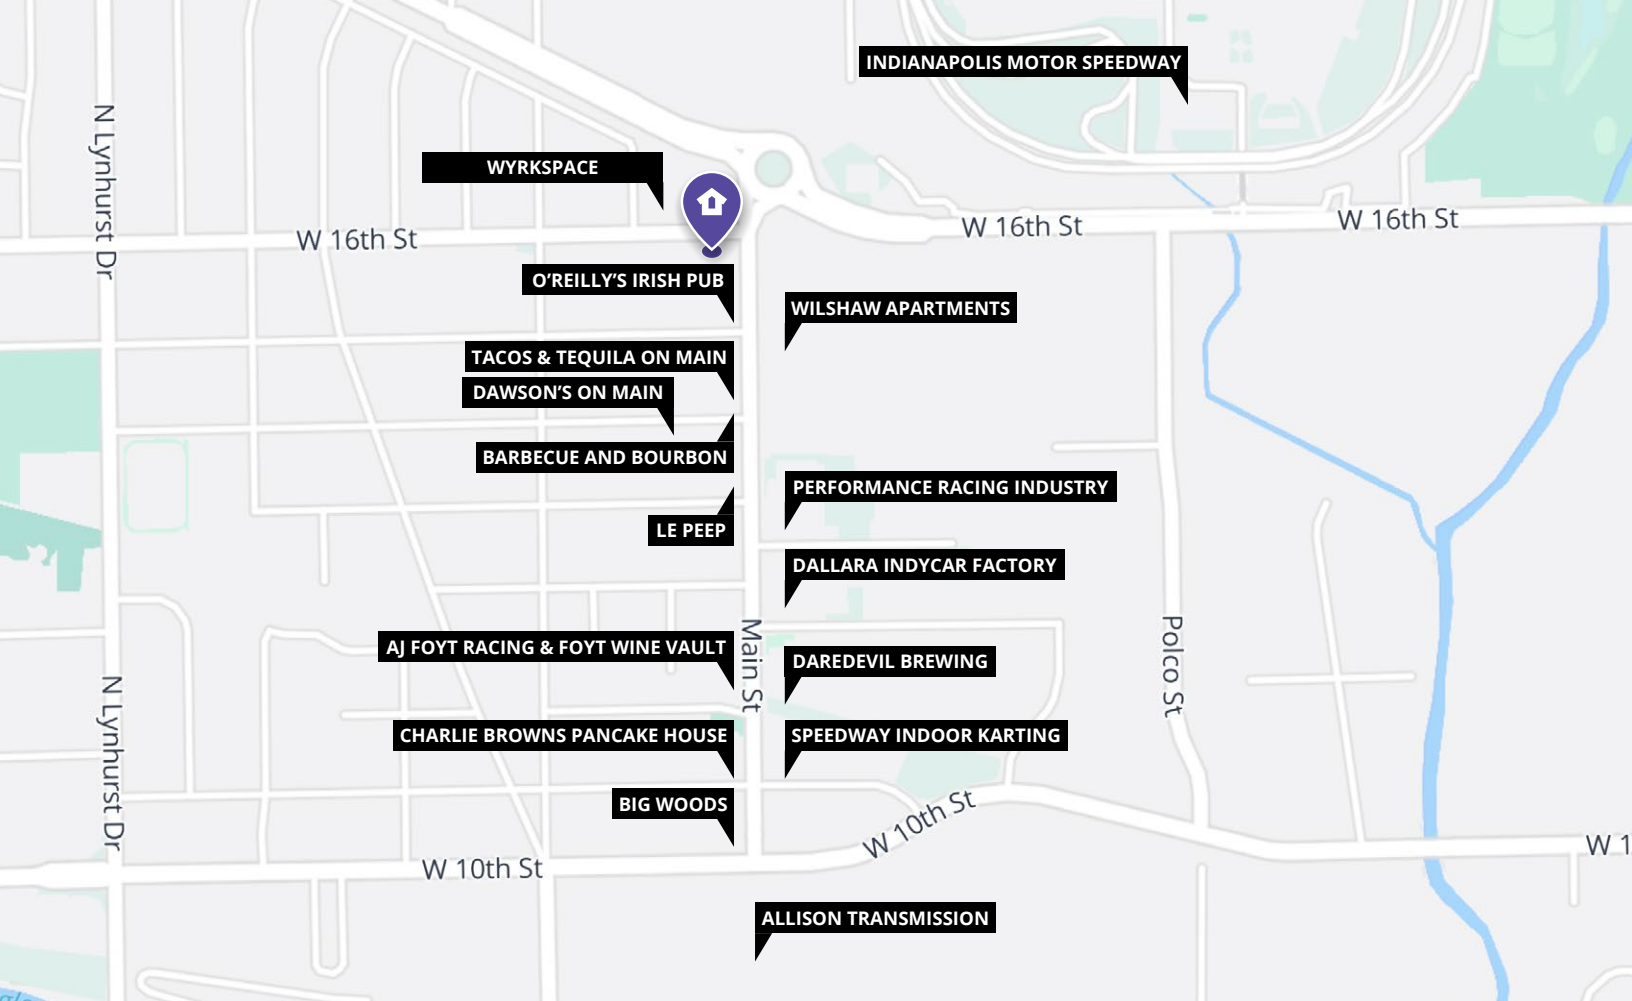 INDIANAPOLIS MOTOR SPEEDWAY
N Lynhurst Dr
WYRKSPACE
W 16th St
W 16th St
W 16th St
O'REILLY'S IRISH PUB
WILSHAW APARTMENTS
TACOS & TEQUILA ON MAIN
DAWSON'S ON MAIN
BARBECUE AND BOURBON
PERFORMANCE RACING INDUSTRY
LE PEEP
DALLARA INDYCAR FACTORY
AJ FOYT RACING & FOYT WINE VAULT
Main St
DAREDEVIL BREWING
Polco St
N Lynhurst Dr
CHARLIE BROWNS PANCAKE HOUSE
SPEEDWAY INDOOR KARTING
BIG WOODS
W 10th St
W 10th St
W 1
ALLISON TRANSMISSION